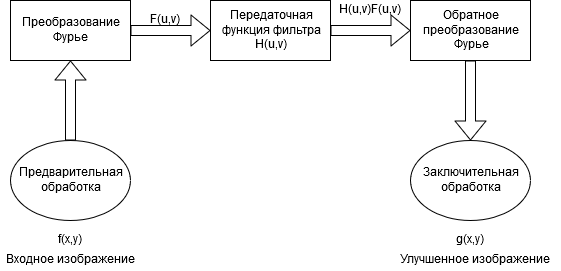 Преобразование
Фурье
F(u,v)
Передаточная
функция фильтра
H(u,v)
H(u,v)F(u,v)
Обратное
преобразование
Фурье
Предварительная
обработка
Заключительная
обработка
f(x,y)
Входное изображение
g(x,y)
Улучшенное изображение